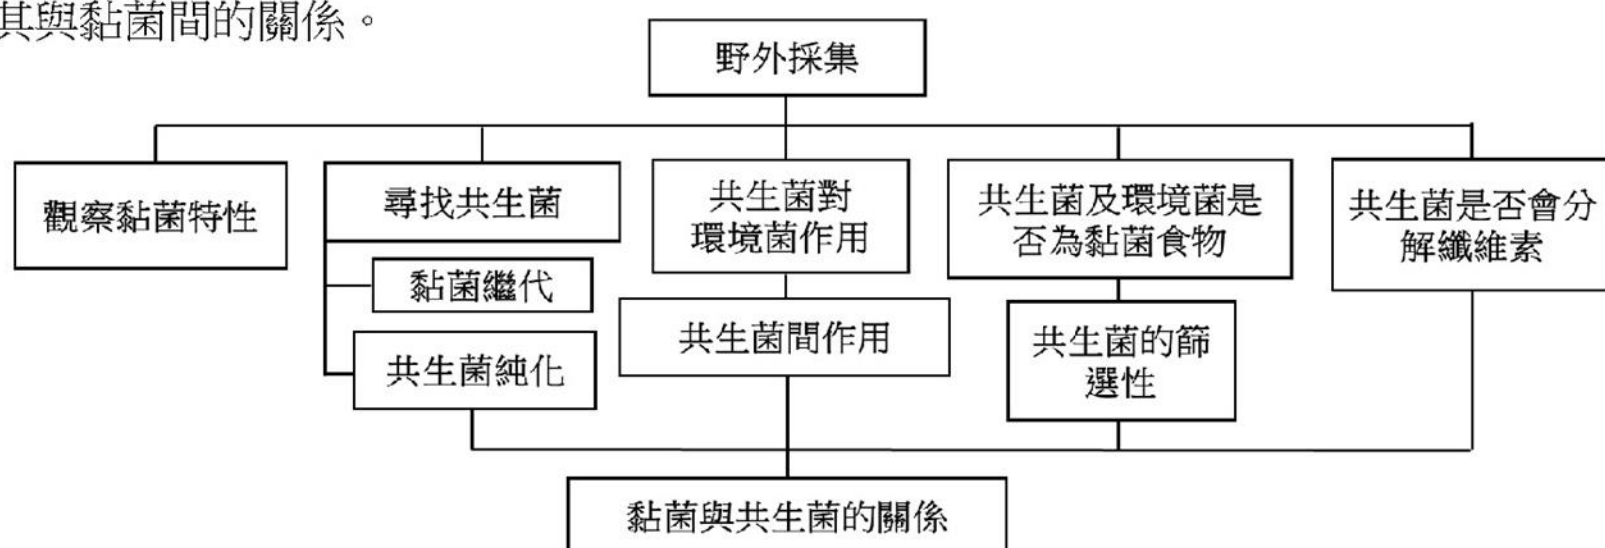 其與黏菌間的關係。
野外採集
觀察黏菌特性
尋找共生菌
黏菌繼代
共生菌純化
共生菌對
環境菌作用
共生菌間作用
共生菌及環境菌是
否為黏菌食物
共生菌的篩
選性
共生菌是否會分
解纖維素
黏菌與共生菌的關係